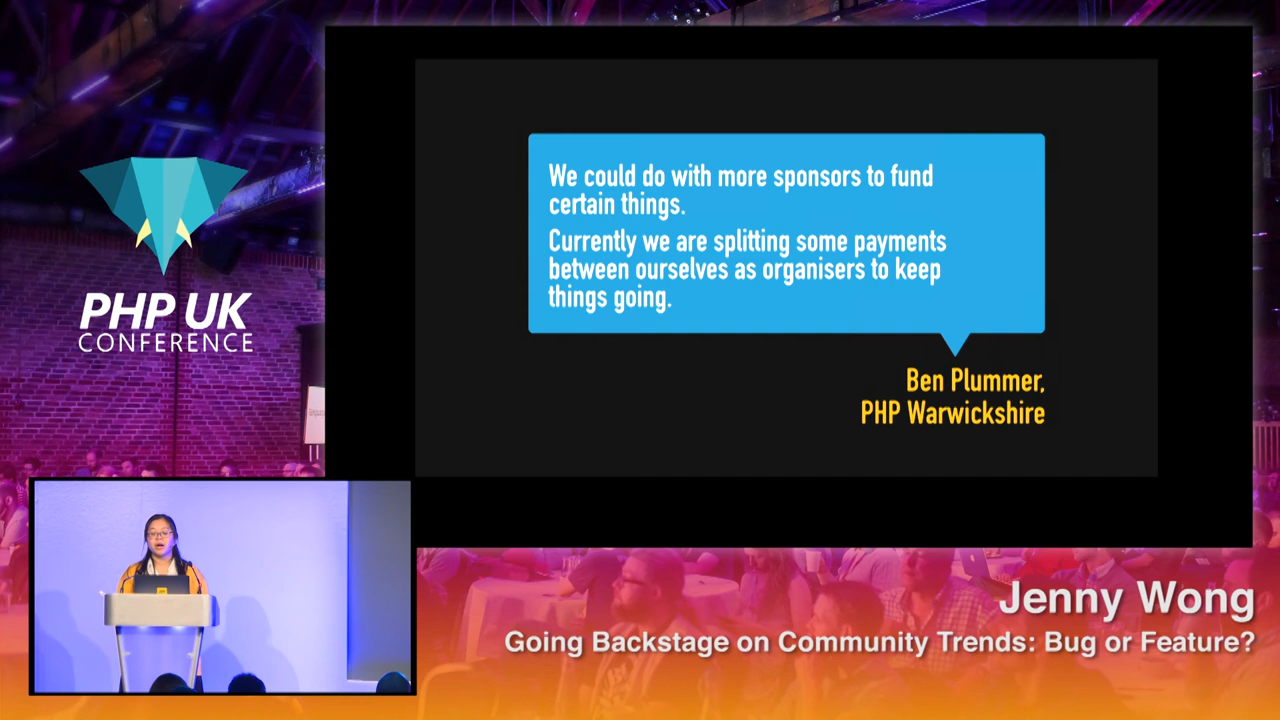 We could do with more sponsors to fund
certain things.
Currently we are splitting some payments
between ourselves as organisers to keep
things going.
Ben Plummer,
PHP Warwickshire
PHP UK
CONFERENCE
Jenny Wong
Going Backstage on Community Trends: Bug or Feature?